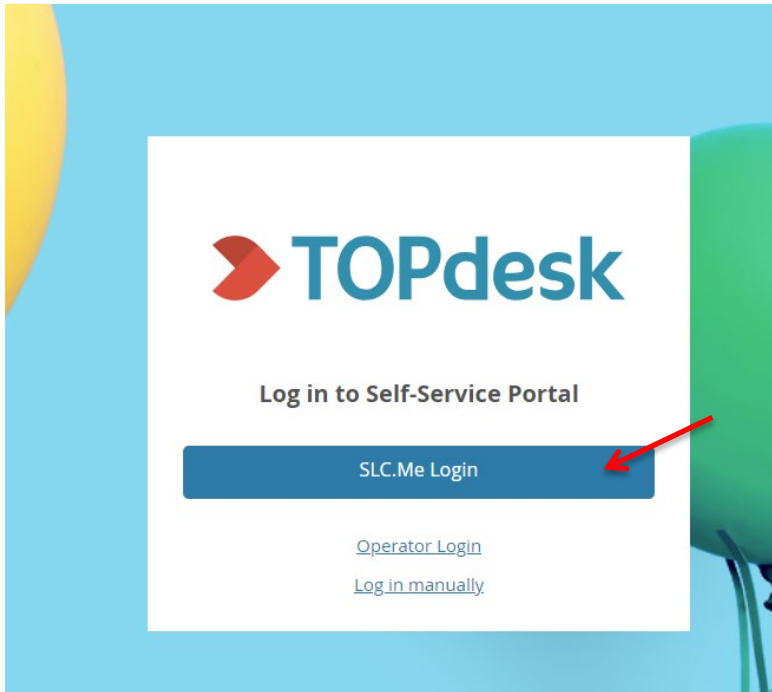 TOPdesk
Log in to Self-Service Portal
SLC.Me Login
Operator Login
Log in manually